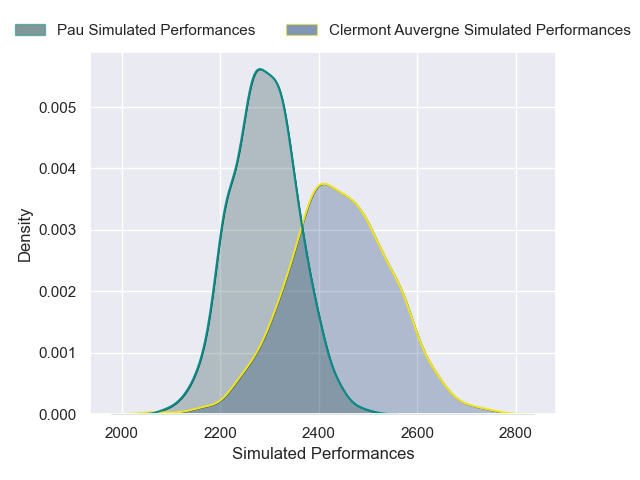 Pau Simulated Performances
Clermont Auvergne Simulated Performances
0.005
0.004
0.003
0.002
0.001
0.000
Density
2000 2200 2400 2600 2800
Simulated Performances